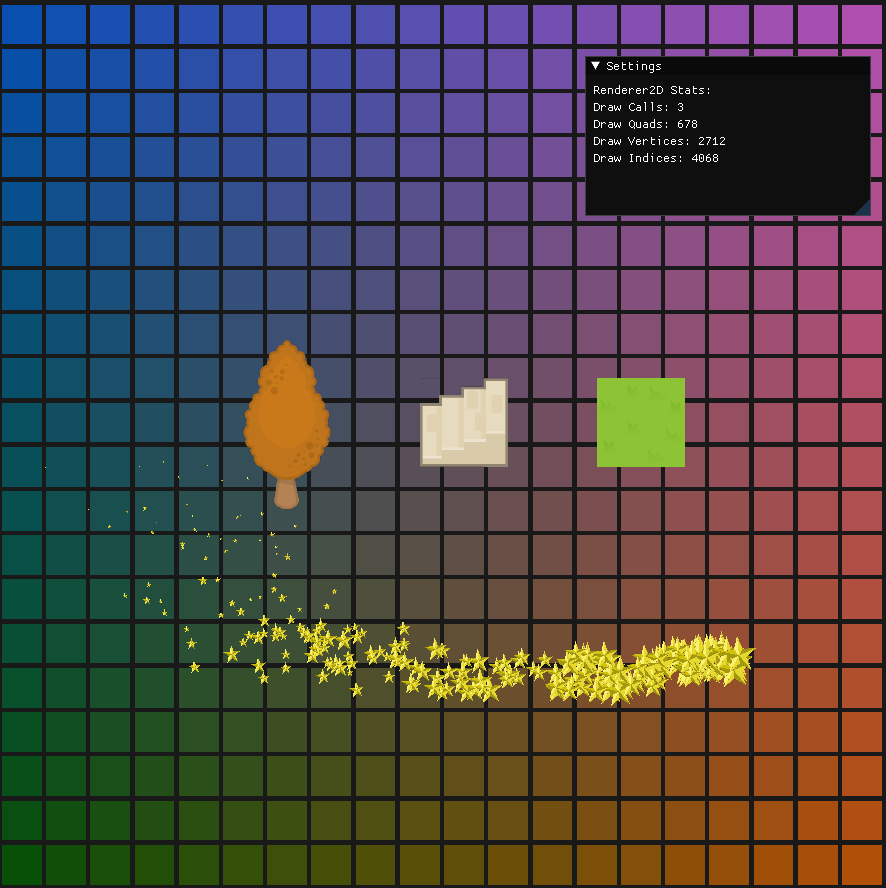 Settings
Renderer2D Stats:
Draw Calls: 3
Draw Quads: 678
Draw Vertices: 2712
Draw Indices: 4068